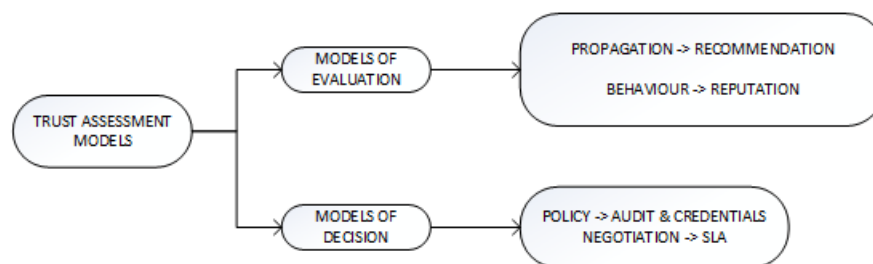 TRUST ASSESSMENT
MODELS
MODELS OF
EVALUATION
PROPAGATION -> RECOMMENDATION
BEHAVIOUR -> REPUTATION
MODELS OF
DECISION
POLICY -> AUDIT & CREDENTIALS
NEGOTIATION -> SLA